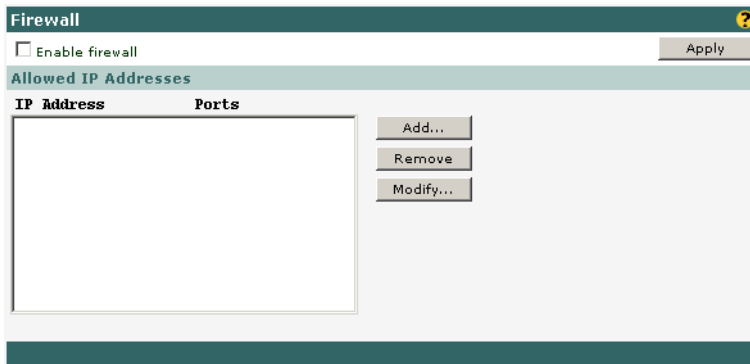 Firewall ?
Enable firewall Apply
Allowed IP Addresses
IP Address Ports
Add...
Remove
Modify...